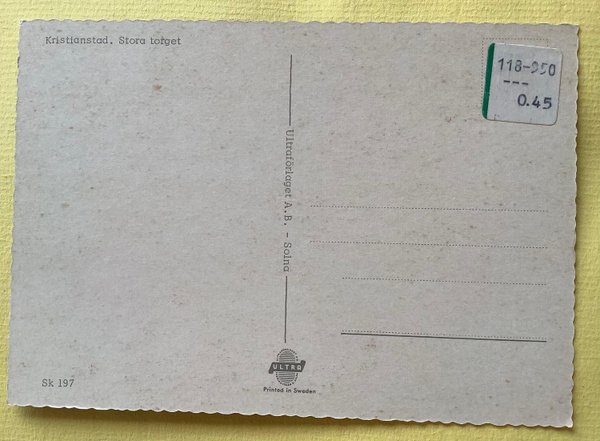 Kristianstad. Stora torget
118-950
---
0.45
Ultraförlaget A.B. - Solna
Sk 197
ULTRA
Printed in Sweden